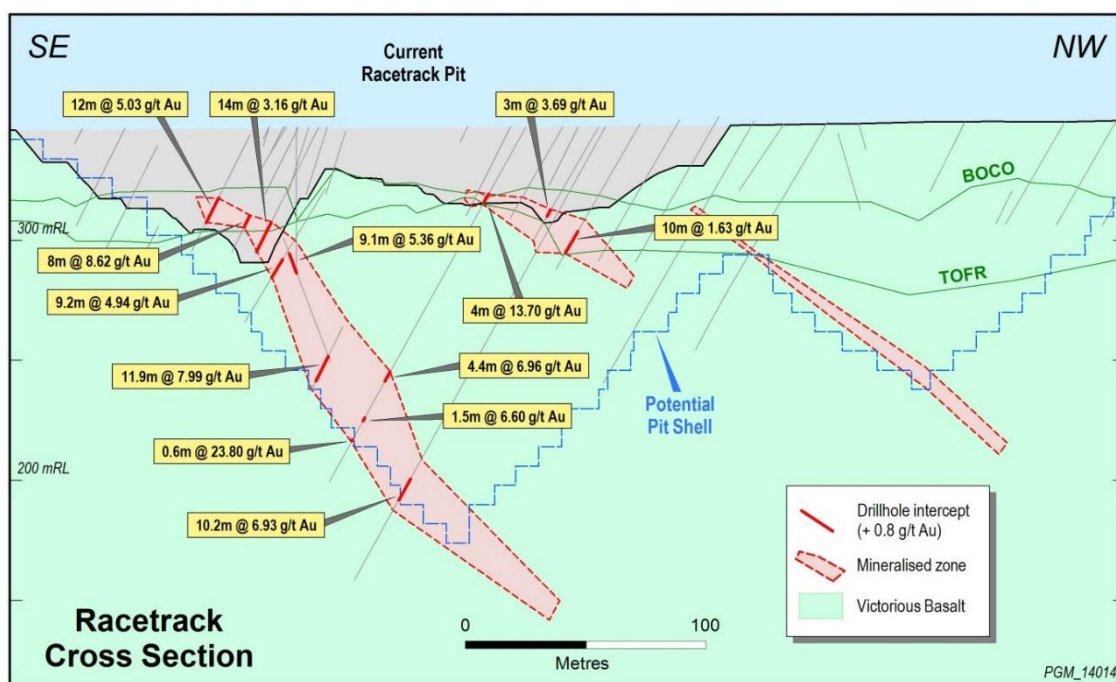 SE
Current
Racetrack Pit
NW
12m @ 5.03 g/t Au
14m @ 3.16 g/t Au
3m @ 3.69 g/t Au
BOCO
300 mRL
8m @ 8.62 g/t Au
9.1m @ 5.36 g/t Au
10m @ 1.63 g/t Au
9.2m @ 4.94 g/t Au
4m @ 13.70 g/t Au
TOFR
11.9m @ 7.99 g/t Au
4.4m @ 6.96 g/t Au
1.5m @ 6.60 g/t Au
Potential
Pit Shell
0.6m @ 23.80 g/t Au
200 mRL
10.2m @ 6.93 g/t Au
Drillhole intercept
(+ 0.8 g/t Au)
Mineralised zone
Victorious Basalt
Racetrack
Cross Section
0
100
Metres
PGM_14014